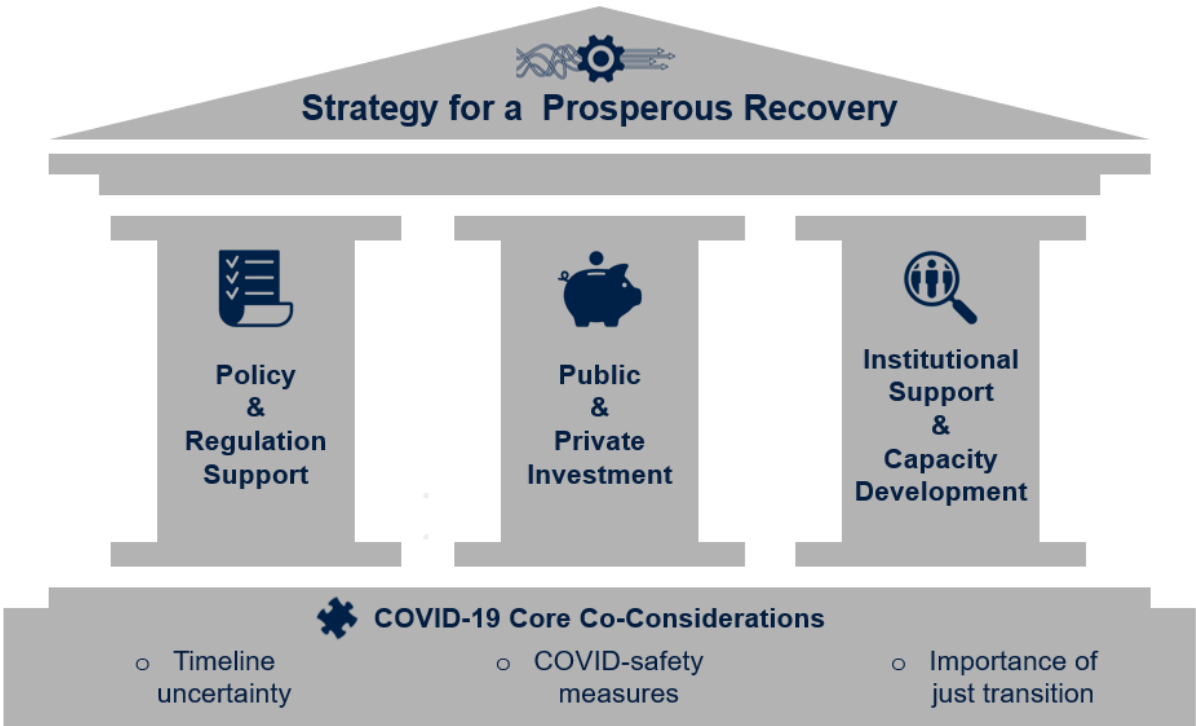 Strategy for a Prosperous Recovery
Policy
&
Regulation
Support
Public
&
Private
Investment
Institutional
Support
&
Capacity
Development
COVID-19 Core Co-Considerations
o Timeline
uncertainty
o COVID-safety
measures
o Importance of
just transition